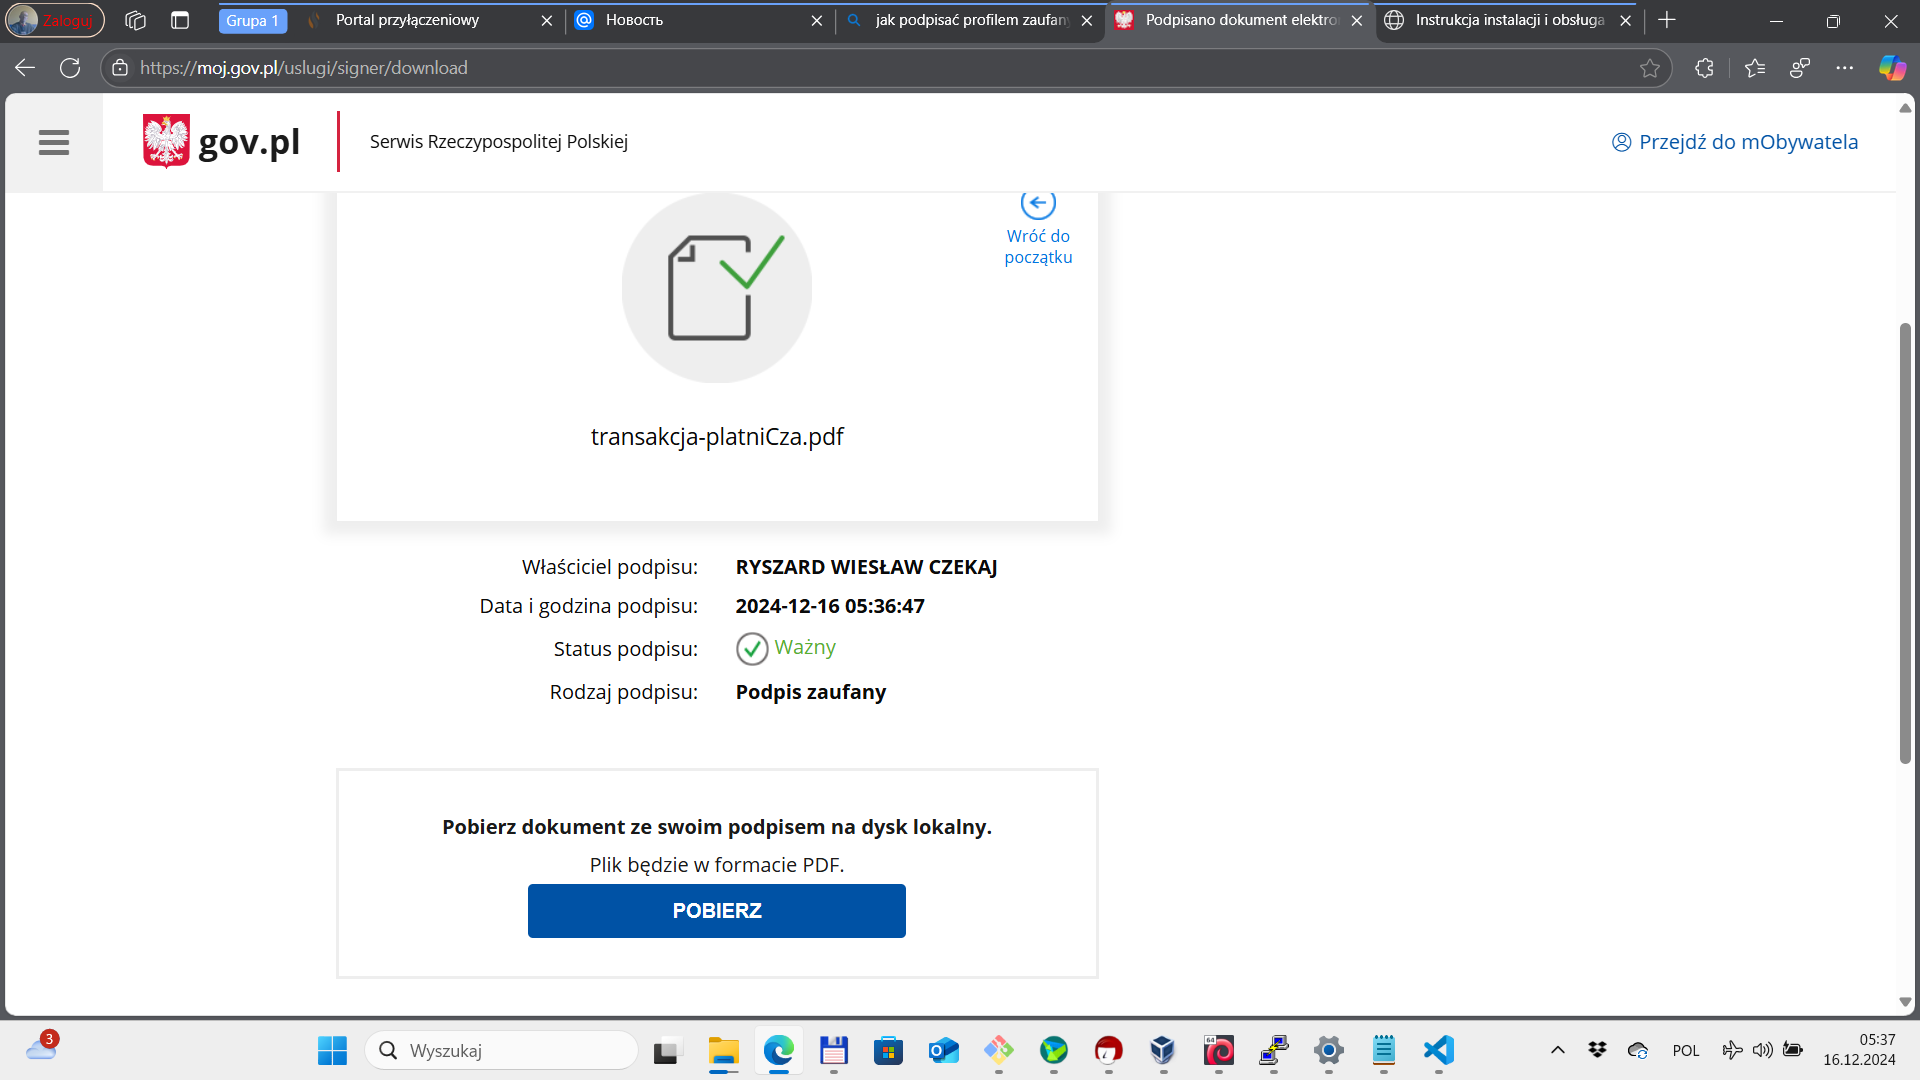 Zaloguj
Grupa 1
Portal przyłączeniowy
Новость
jak podpisać profilem zaufany
Podpisano dokument elektro
Instrukcja instalacji i obsługa
https://moj.gov.pl/uslugi/signer/download
gov.pl
Serwis Rzeczypospolitej Polskiej
Przejdź do mObywatela
Wróć do
początku
transakcja-platniCza.pdf
Właściciel podpisu: RYSZARD WIESŁAW CZEKAJ
Data i godzina podpisu: 2024-12-16 05:36:47
Status podpisu: Ważny
Rodzaj podpisu: Podpis zaufany
Pobierz dokument ze swoim podpisem na dysk lokalny.
Plik będzie w formacie PDF.
POBIERZ
3
Wyszukaj
64
POL
05:37
16.12.2024